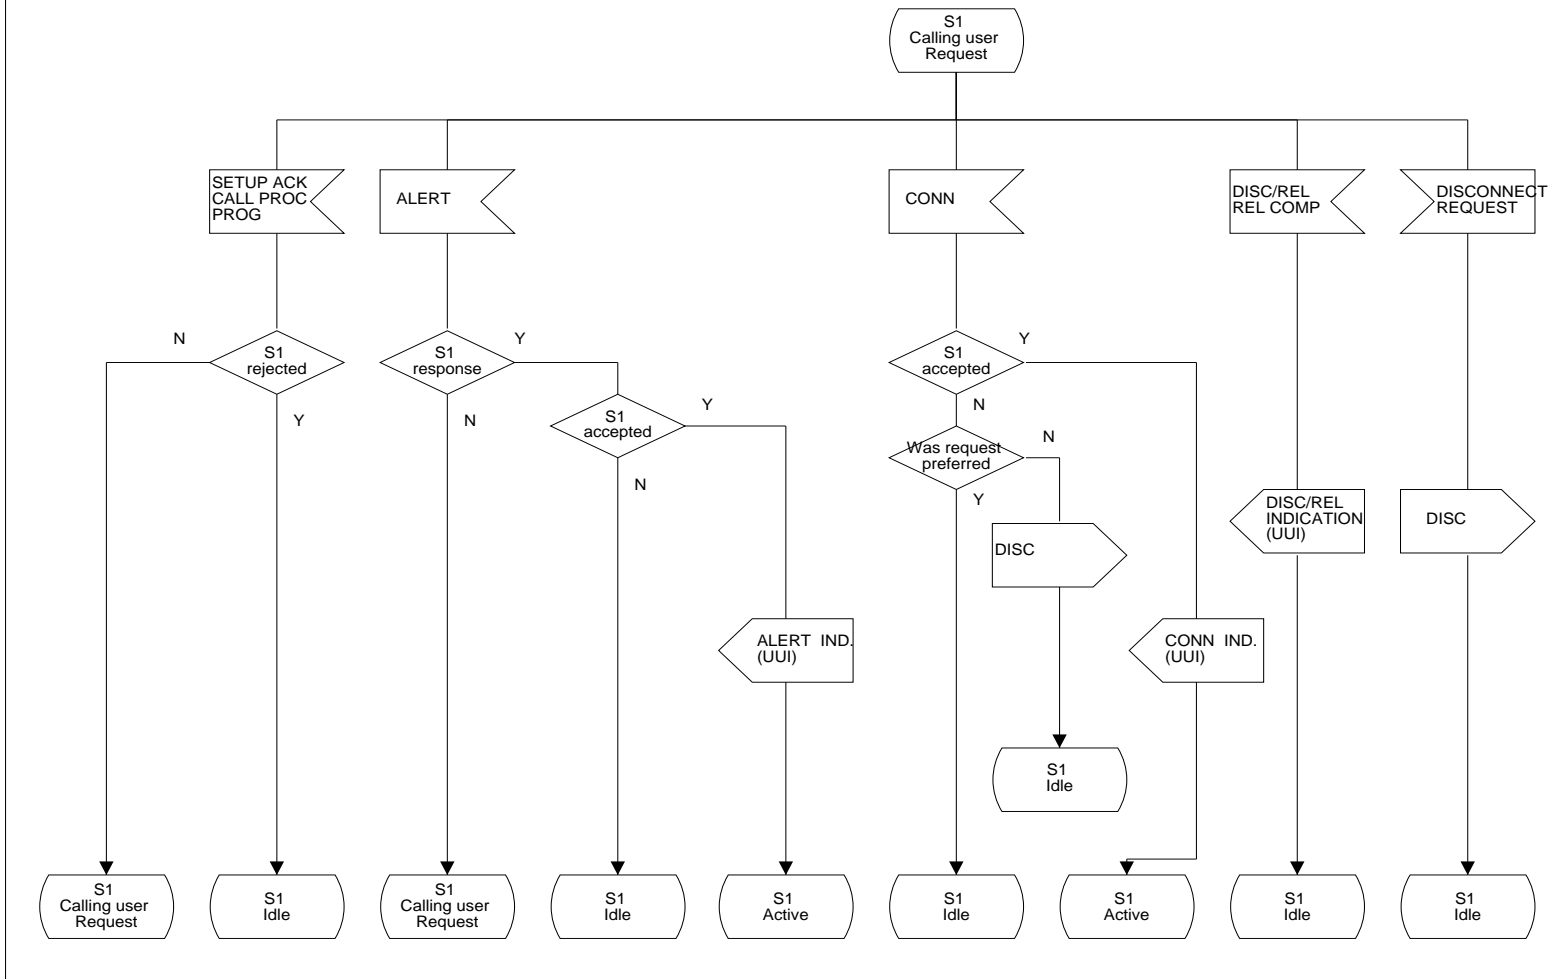 S1
Calling user
Request
SETUP ACK
CALL PROC
PROG
ALERT
CONN
DISC/REL
REL COMP
DISCONNECT
REQUEST
N
S1
rejected
Y
S1
response
Y
N
S1
accepted
Y
N
S1
accepted
Y
N
Was request
preferred
N
Y
DISC
DISC/REL
INDICATION
(UUI)
DISC
ALERT IND.
(UUI)
CONN IND.
(UUI)
S1
Idle
S1
Calling user
Request
S1
Idle
S1
Calling user
Request
S1
Idle
S1
Active
S1
Idle
S1
Active
S1
Idle
S1
Idle